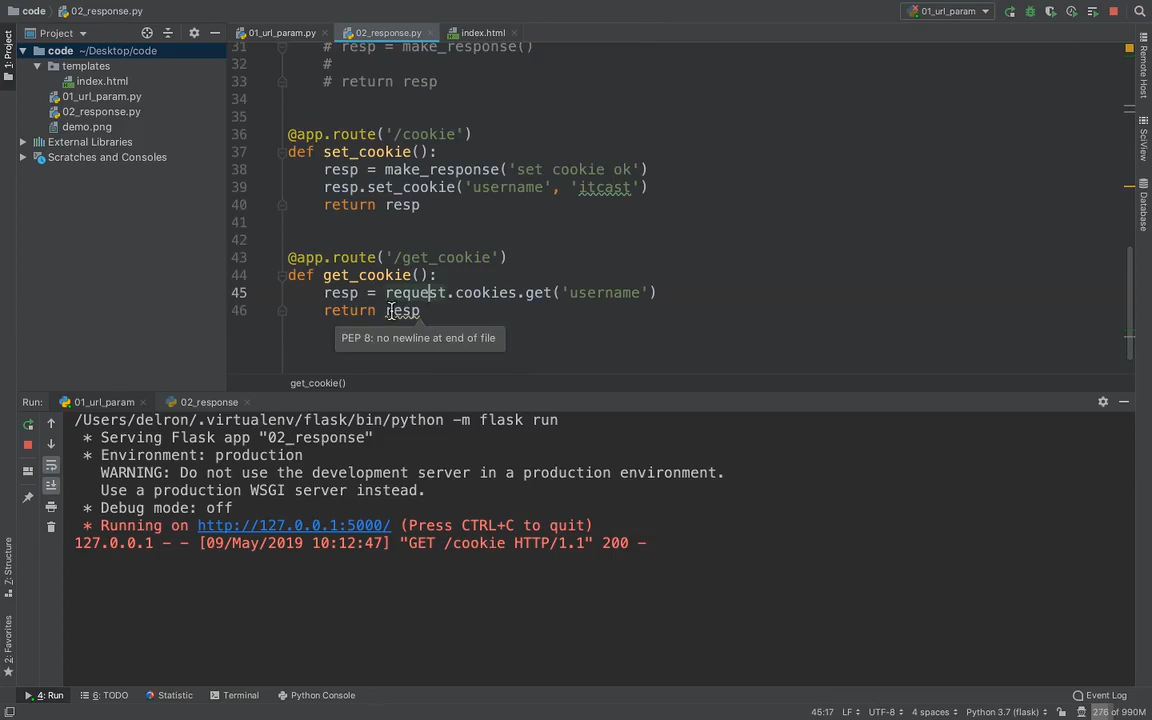 code 02_response.py
01_url_param
Project
01_url_param.py
02_response.py
index.html
1: Project
code ~/Desktop/code
templates
index.html
01_url_param.py
02_response.py
demo.png
External Libraries
Scratches and Consoles
31 # resp = make_response()
32 #
33 # return resp
34
35
36 @app.route('/cookie')
37 def set_cookie():
38 resp = make_response('set cookie ok')
39 resp.set_cookie('username', 'itcast')
40 return resp
41
42
43 @app.route('/get_cookie')
44 def get_cookie():
45 resp = request.cookies.get('username')
46 return resp
PEP 8: no newline at end of file
get_cookie()
Remote Host
SciView
Database
Run: 01_url_param 02_response
/Users/delron/.virtualenv/flask/bin/python -m flask run
* Serving Flask app "02_response"
* Environment: production
WARNING: Do not use the development server in a production environment.
Use a production WSGI server instead.
* Debug mode: off
* Running on http://127.0.0.1:5000/ (Press CTRL+C to quit)
127.0.0.1 - - [09/May/2019 10:12:47] "GET /cookie HTTP/1.1" 200 -
7: Structure
2: Favorites
4: Run 6: TODO Statistic Terminal Python Console Event Log
45:17 LF UTF-8 4 spaces Python 3.7 (flask) 276 of 990M